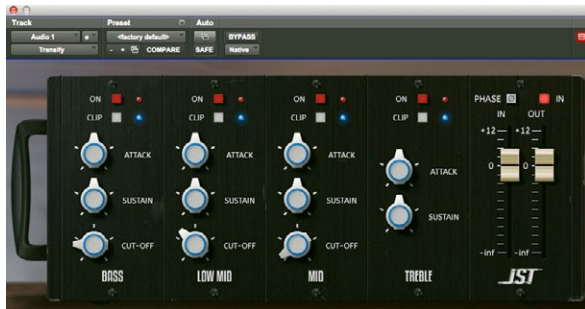 Track Preset Auto
Audio 1 <factory default> BYPASS
Transify - + COMPARE SAFE Native
ON ON ON ON PHASE IN
CLIP CLIP CLIP CLIP IN OUT
+12 +12
ATTACK ATTACK ATTACK ATTACK
0 0
SUSTAIN SUSTAIN SUSTAIN SUSTAIN
CUT-OFF CUT-OFF CUT-OFF
-inf -inf
BASS LOW MID MID TREBLE JST